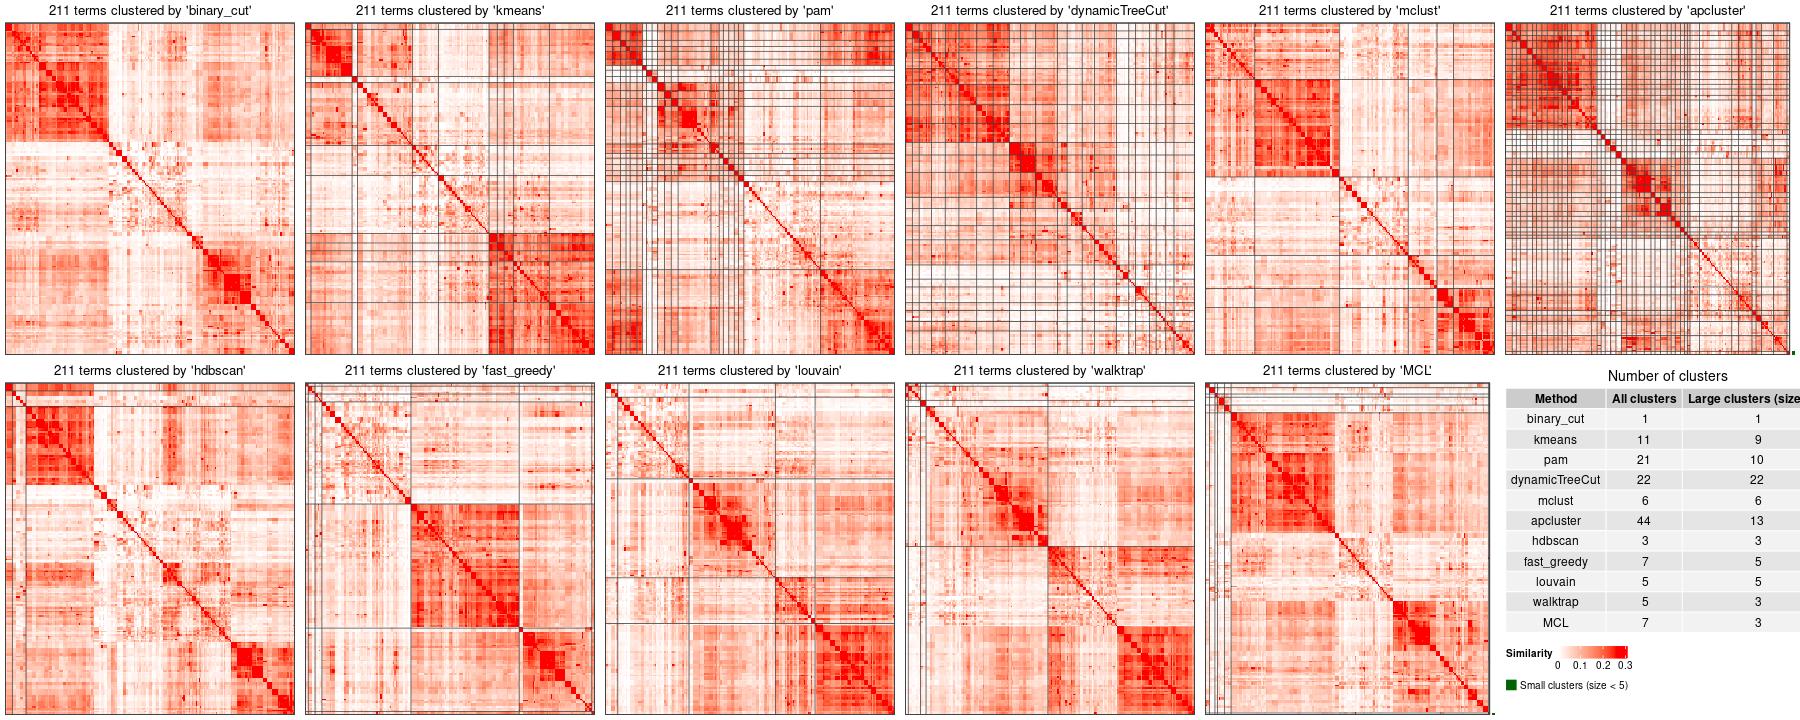 211 terms clustered by 'binary_cut'
211 terms clustered by 'kmeans'
211 terms clustered by 'pam'
211 terms clustered by 'dynamicTreeCut'
211 terms clustered by 'mclust'
211 terms clustered by 'apcluster'
211 terms clustered by 'hdbscan'
211 terms clustered by 'fast_greedy'
211 terms clustered by 'louvain'
211 terms clustered by 'walktrap'
211 terms clustered by 'MCL'
Number of clusters
Method All clusters Large clusters (size
binary_cut 1 1
kmeans 11 9
pam 21 10
dynamicTreeCut 22 22
mclust 6 6
apcluster 44 13
hdbscan 3 3
fast_greedy 7 5
louvain 5 5
walktrap 5 3
MCL 7 3
Similarity
0 0.1 0.2 0.3
Small clusters (size < 5)